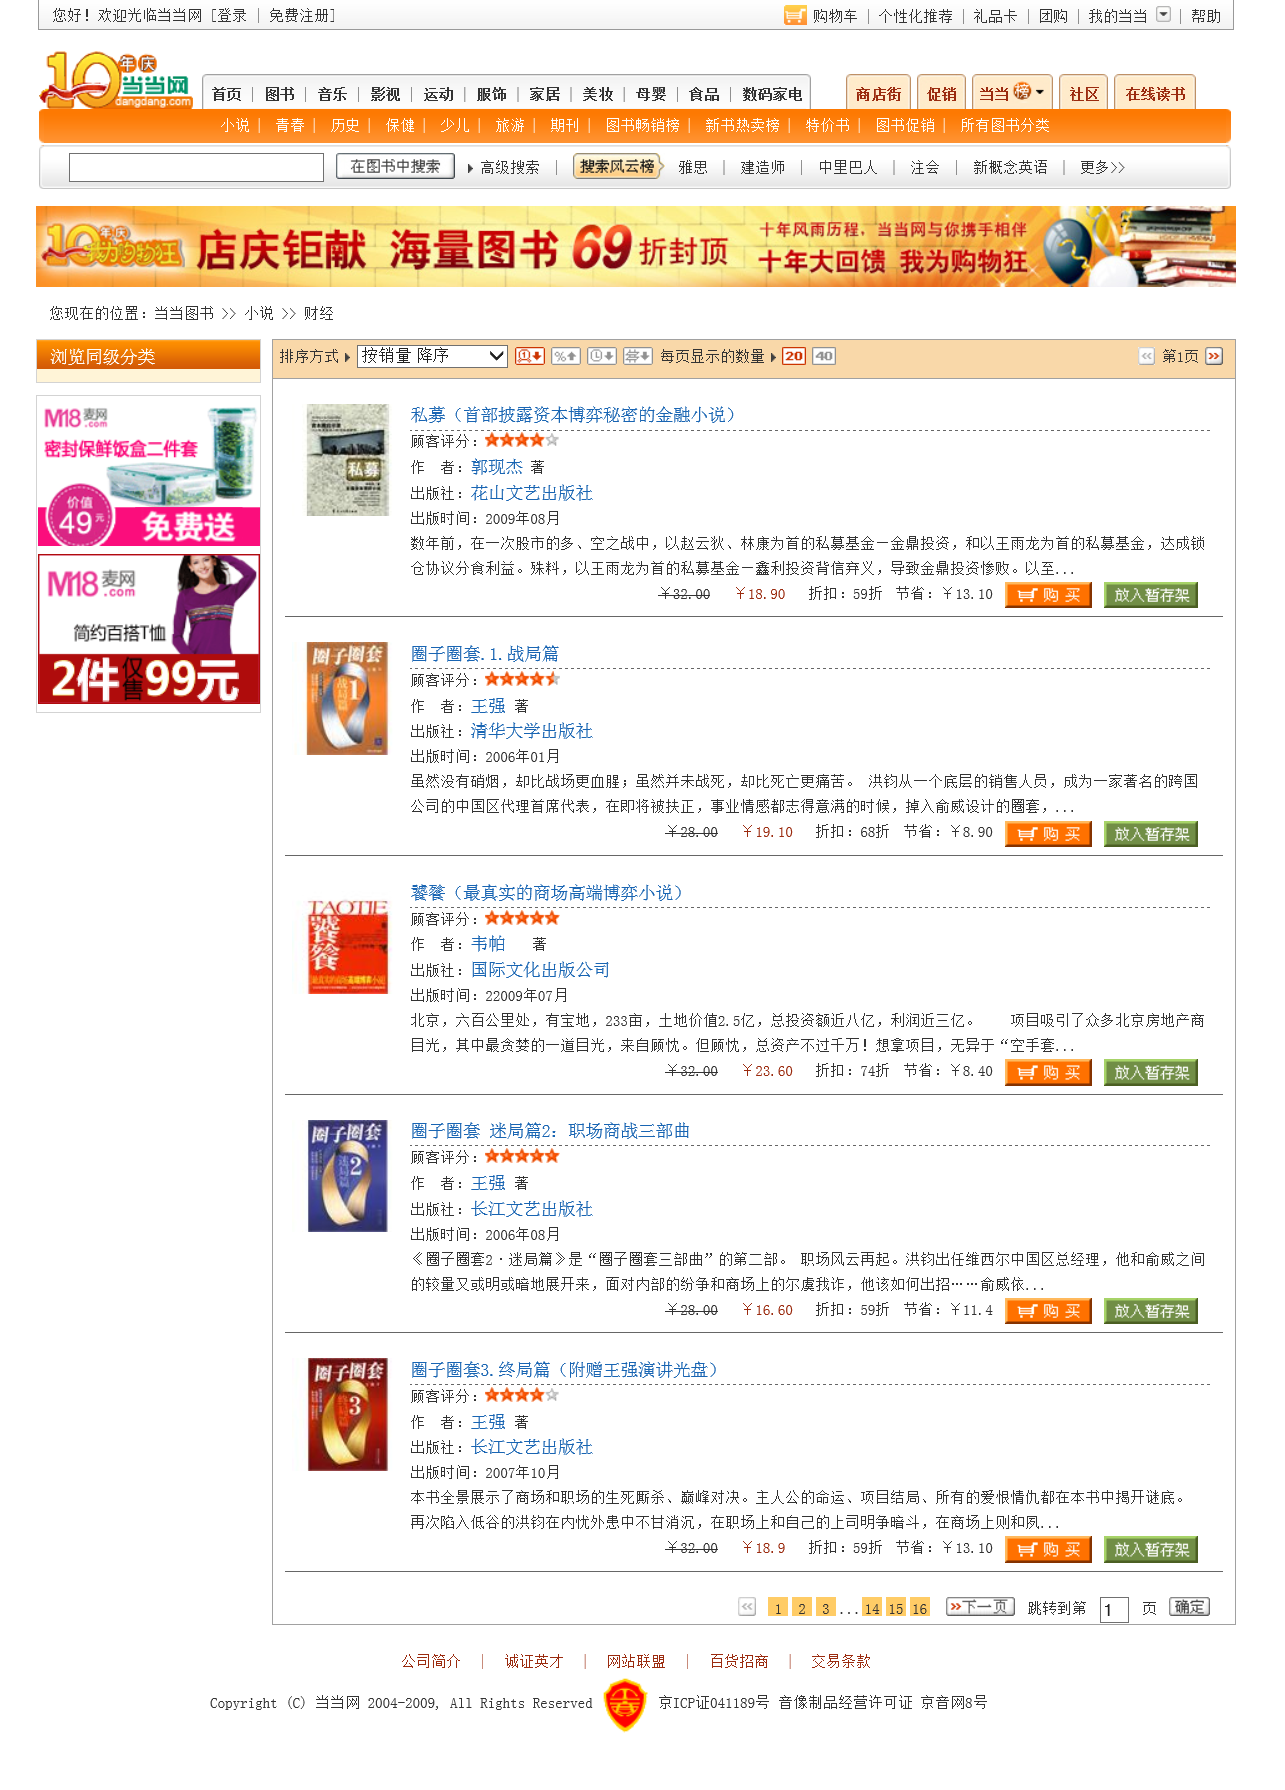 您好！欢迎光临当当网 [登录 | 免费注册]
购物车 | 个性化推荐 | 礼品卡 | 团购 | 我的当当 | 帮助
10年庆 当当网 dangdang.com
首页 | 图书 | 音乐 | 影视 | 运动 | 服饰 | 家居 | 美妆 | 母婴 | 食品 | 数码家电
商店街 促销 当当榜 社区 在线读书
小说 | 青春 | 历史 | 保健 | 少儿 | 旅游 | 期刊 | 图书畅销榜 | 新书热卖榜 | 特价书 | 图书促销 | 所有图书分类
在图书中搜索 高级搜索 | 搜索风云榜 雅思 | 建造师 | 中里巴人 | 注会 | 新概念英语 | 更多>>
10年庆 我为购物狂 店庆钜献 海量图书 69折封顶
十年风雨历程，当当网与你携手相伴
十年大回馈 我为购物狂
您现在的位置：当当图书 >> 小说 >> 财经
浏览同级分类
M18麦网.com
密封保鲜饭盒二件套
价值49元
免费送
M18麦网.com
简约百搭T恤
2件仅售99元
排序方式 按销量 降序 % 每页显示的数量 20 40
第1页
私募（首部披露资本博弈秘密的金融小说）
顾客评分：
作　者：郭现杰 著
出版社：花山文艺出版社
出版时间：2009年08月
数年前，在一次股市的多、空之战中，以赵云狄、林康为首的私募基金－金鼎投资，和以王雨龙为首的私募基金，达成锁
仓协议分食利益。殊料，以王雨龙为首的私募基金－鑫利投资背信弃义，导致金鼎投资惨败。以至...
￥32.00 ￥18.90 折扣：59折 节省：￥13.10 购 买 放入暂存架
圈子圈套.1.战局篇
顾客评分：
作　者：王强 著
出版社：清华大学出版社
出版时间：2006年01月
虽然没有硝烟，却比战场更血腥；虽然并未战死，却比死亡更痛苦。 洪钧从一个底层的销售人员，成为一家著名的跨国
公司的中国区代理首席代表，在即将被扶正，事业情感都志得意满的时候，掉入俞威设计的圈套，...
￥28.00 ￥19.10 折扣：68折 节省：￥8.90 购 买 放入暂存架
饕餮（最真实的商场高端博弈小说）
顾客评分：
作　者：韦帕　 著
出版社：国际文化出版公司
出版时间：22009年07月
北京，六百公里处，有宝地，233亩，土地价值2.5亿，总投资额近八亿，利润近三亿。　　项目吸引了众多北京房地产商
目光，其中最贪婪的一道目光，来自顾忱。但顾忱，总资产不过千万！想拿项目，无异于“空手套...
￥32.00 ￥23.60 折扣：74折 节省：￥8.40 购 买 放入暂存架
圈子圈套 迷局篇2：职场商战三部曲
顾客评分：
作　者：王强 著
出版社：长江文艺出版社
出版时间：2006年08月
《圈子圈套2·迷局篇》是“圈子圈套三部曲”的第二部。 职场风云再起。洪钧出任维西尔中国区总经理，他和俞威之间
的较量又或明或暗地展开来，面对内部的纷争和商场上的尔虞我诈，他该如何出招……俞威依...
￥28.00 ￥16.60 折扣：59折 节省：￥11.4 购 买 放入暂存架
圈子圈套3.终局篇（附赠王强演讲光盘）
顾客评分：
作　者：王强 著
出版社：长江文艺出版社
出版时间：2007年10月
本书全景展示了商场和职场的生死厮杀、巅峰对决。主人公的命运、项目结局、所有的爱恨情仇都在本书中揭开谜底。
再次陷入低谷的洪钧在内忧外患中不甘消沉，在职场上和自己的上司明争暗斗，在商场上则和夙...
￥32.00 ￥18.9 折扣：59折 节省：￥13.10 购 买 放入暂存架
1 2 3 ... 14 15 16 下一页 跳转到第 1 页 确定
公司简介 | 诚证英才 | 网站联盟 | 百货招商 | 交易条款
Copyright (C) 当当网 2004-2009, All Rights Reserved 京ICP证041189号 音像制品经营许可证 京音网8号